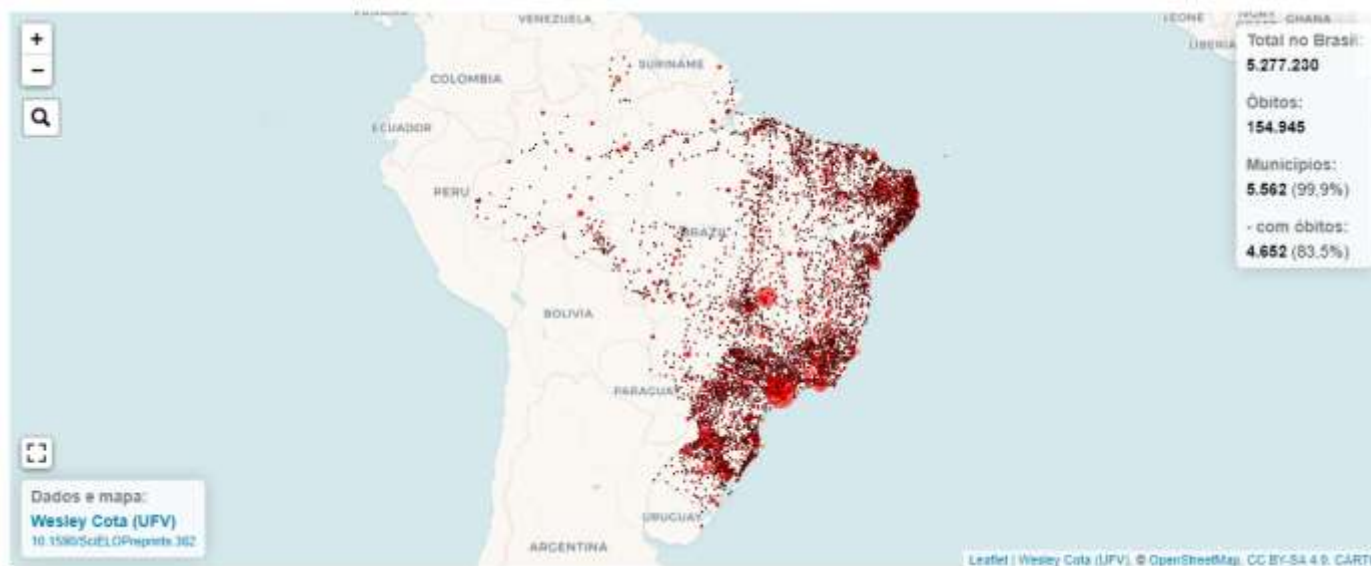 +
−
VENEZUELA
GHANA
LIBERIA
COLOMBIA
SURINAME
ECUADOR
PERU
BRAZIL
BOLIVIA
PARAGUAY
URUGUAY
ARGENTINA
Total no Brasil:
5.277.230
Óbitos:
154.945
Municípios:
5.562 (99,9%)
- com óbitos:
4.652 (83,5%)
Dados e mapa:
Wesley Cota (UFV)
10.1590/SciELOPreprints.362
Leaflet | Wesley Cota (UFV), © OpenStreetMap, CC BY-SA 4.0, CART